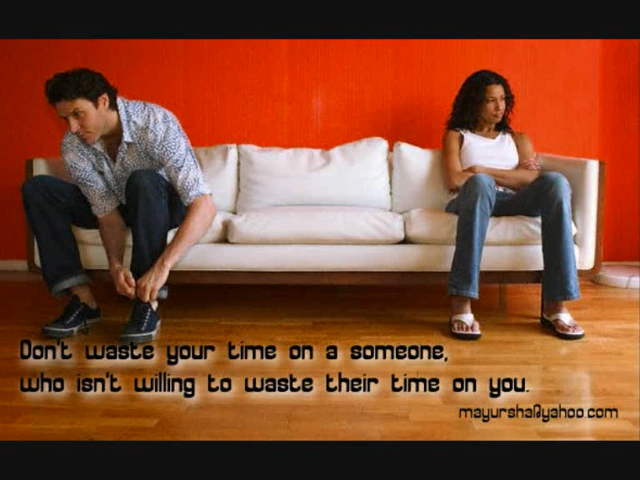 Don't waste your time on a someone,
who isn't willing to waste their time on you.
mayursha@yahoo.com